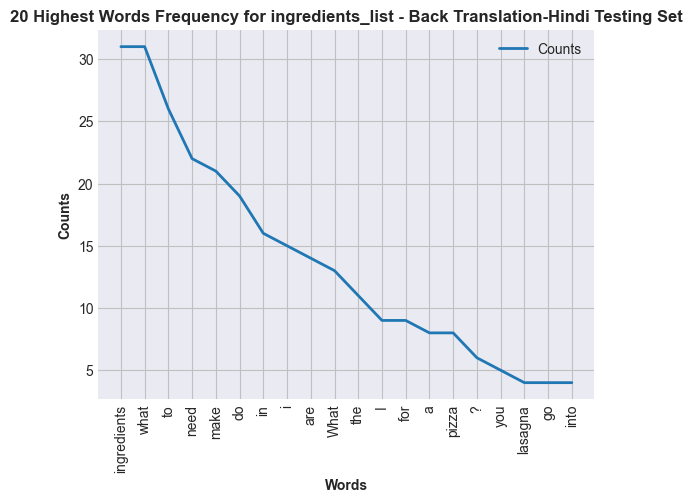 20 Highest Words Frequency for ingredients_list - Back Translation-Hindi Testing Set
Counts
30
25
20
15
10
5
Counts
ingredients
what
to
need
make
do
in
i
are
What
the
I
for
a
pizza
?
you
lasagna
go
into
Words